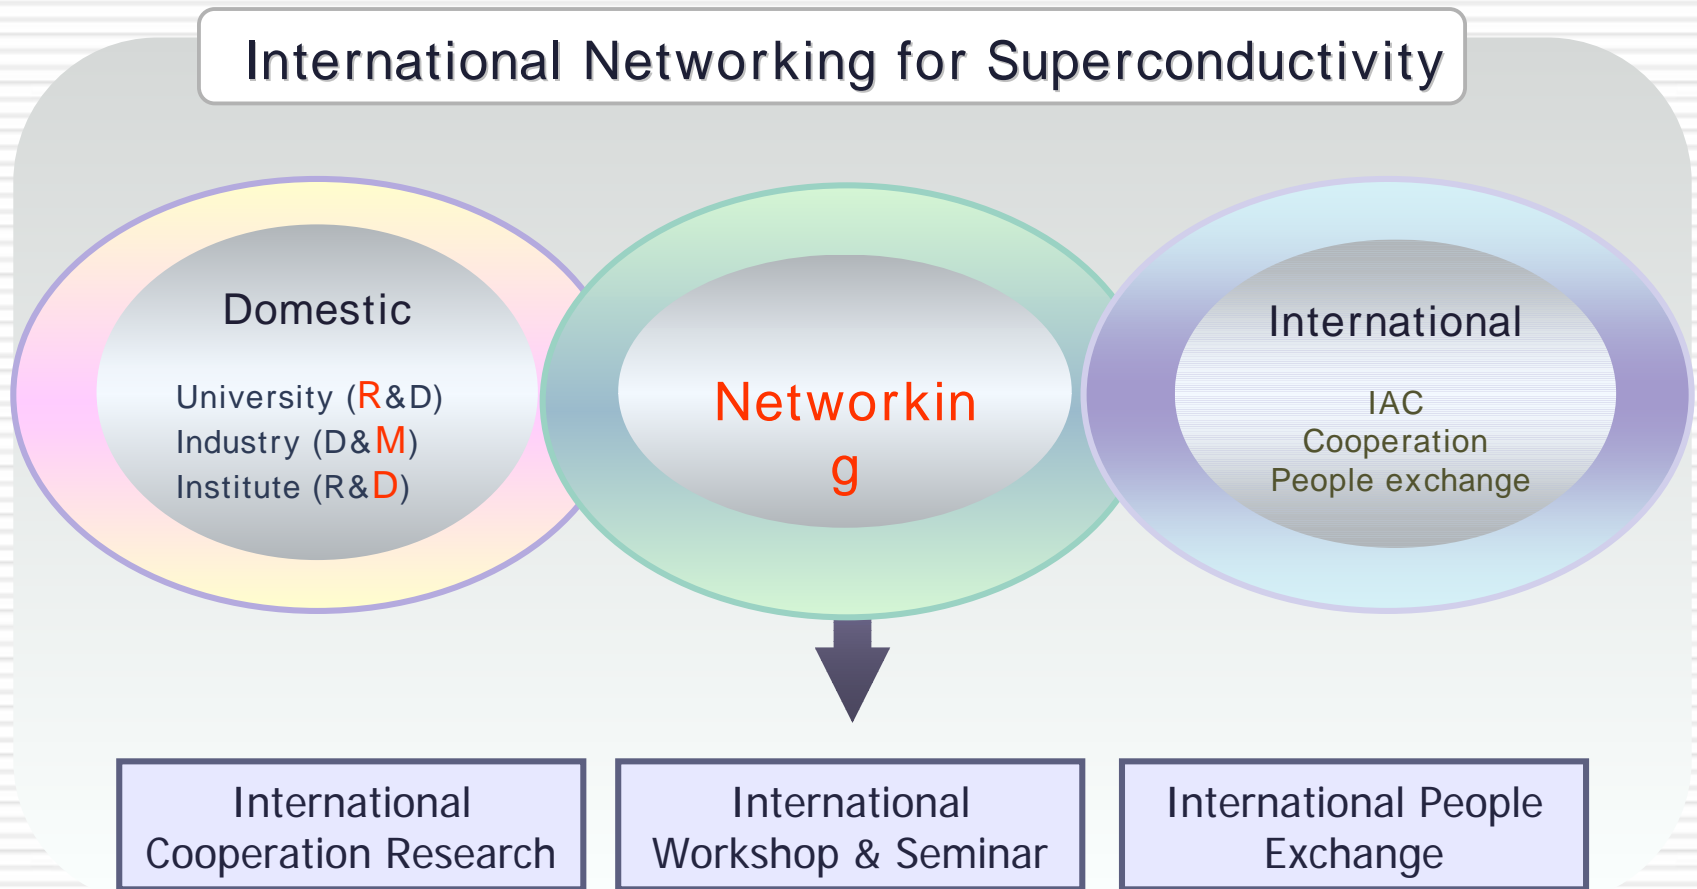 International Networking for Superconductivity
Domestic
University (R&D)
Industry (D&M)
Institute (R&D)
Networkin
g
International
IAC
Cooperation
People exchange
International
Cooperation Research
International
Workshop & Seminar
International People
Exchange